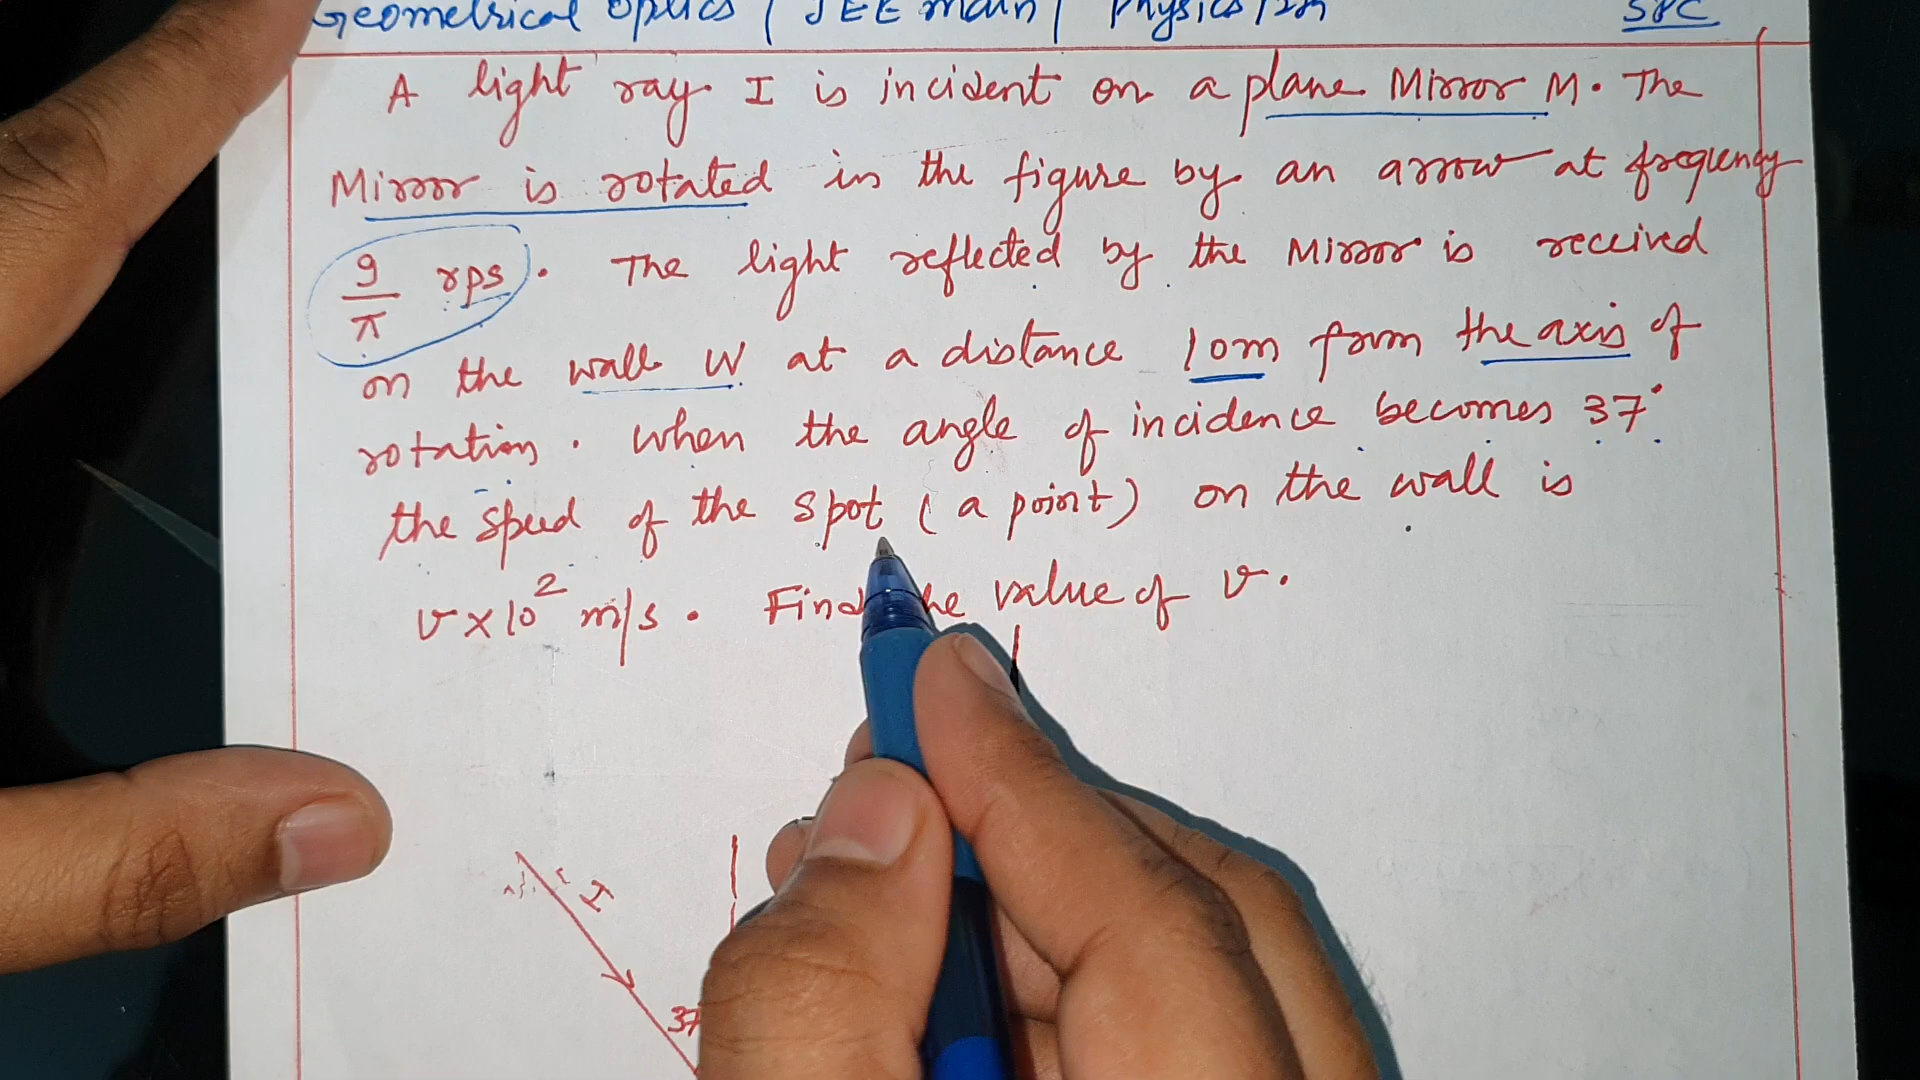 Geometrical Optics / JEE Main / Physics 12th SPC
A light ray I is incident on a plane Mirror M. The
Mirror is rotated in the figure by an arrow at frequency
9/π rps. The light reflected by the Mirror is received
on the wall W at a distance 10m from the axis of
rotation. When the angle of incidence becomes 37°
the speed of the spot (a point) on the wall is
v×10² m/s. Find the value of v.
I
37